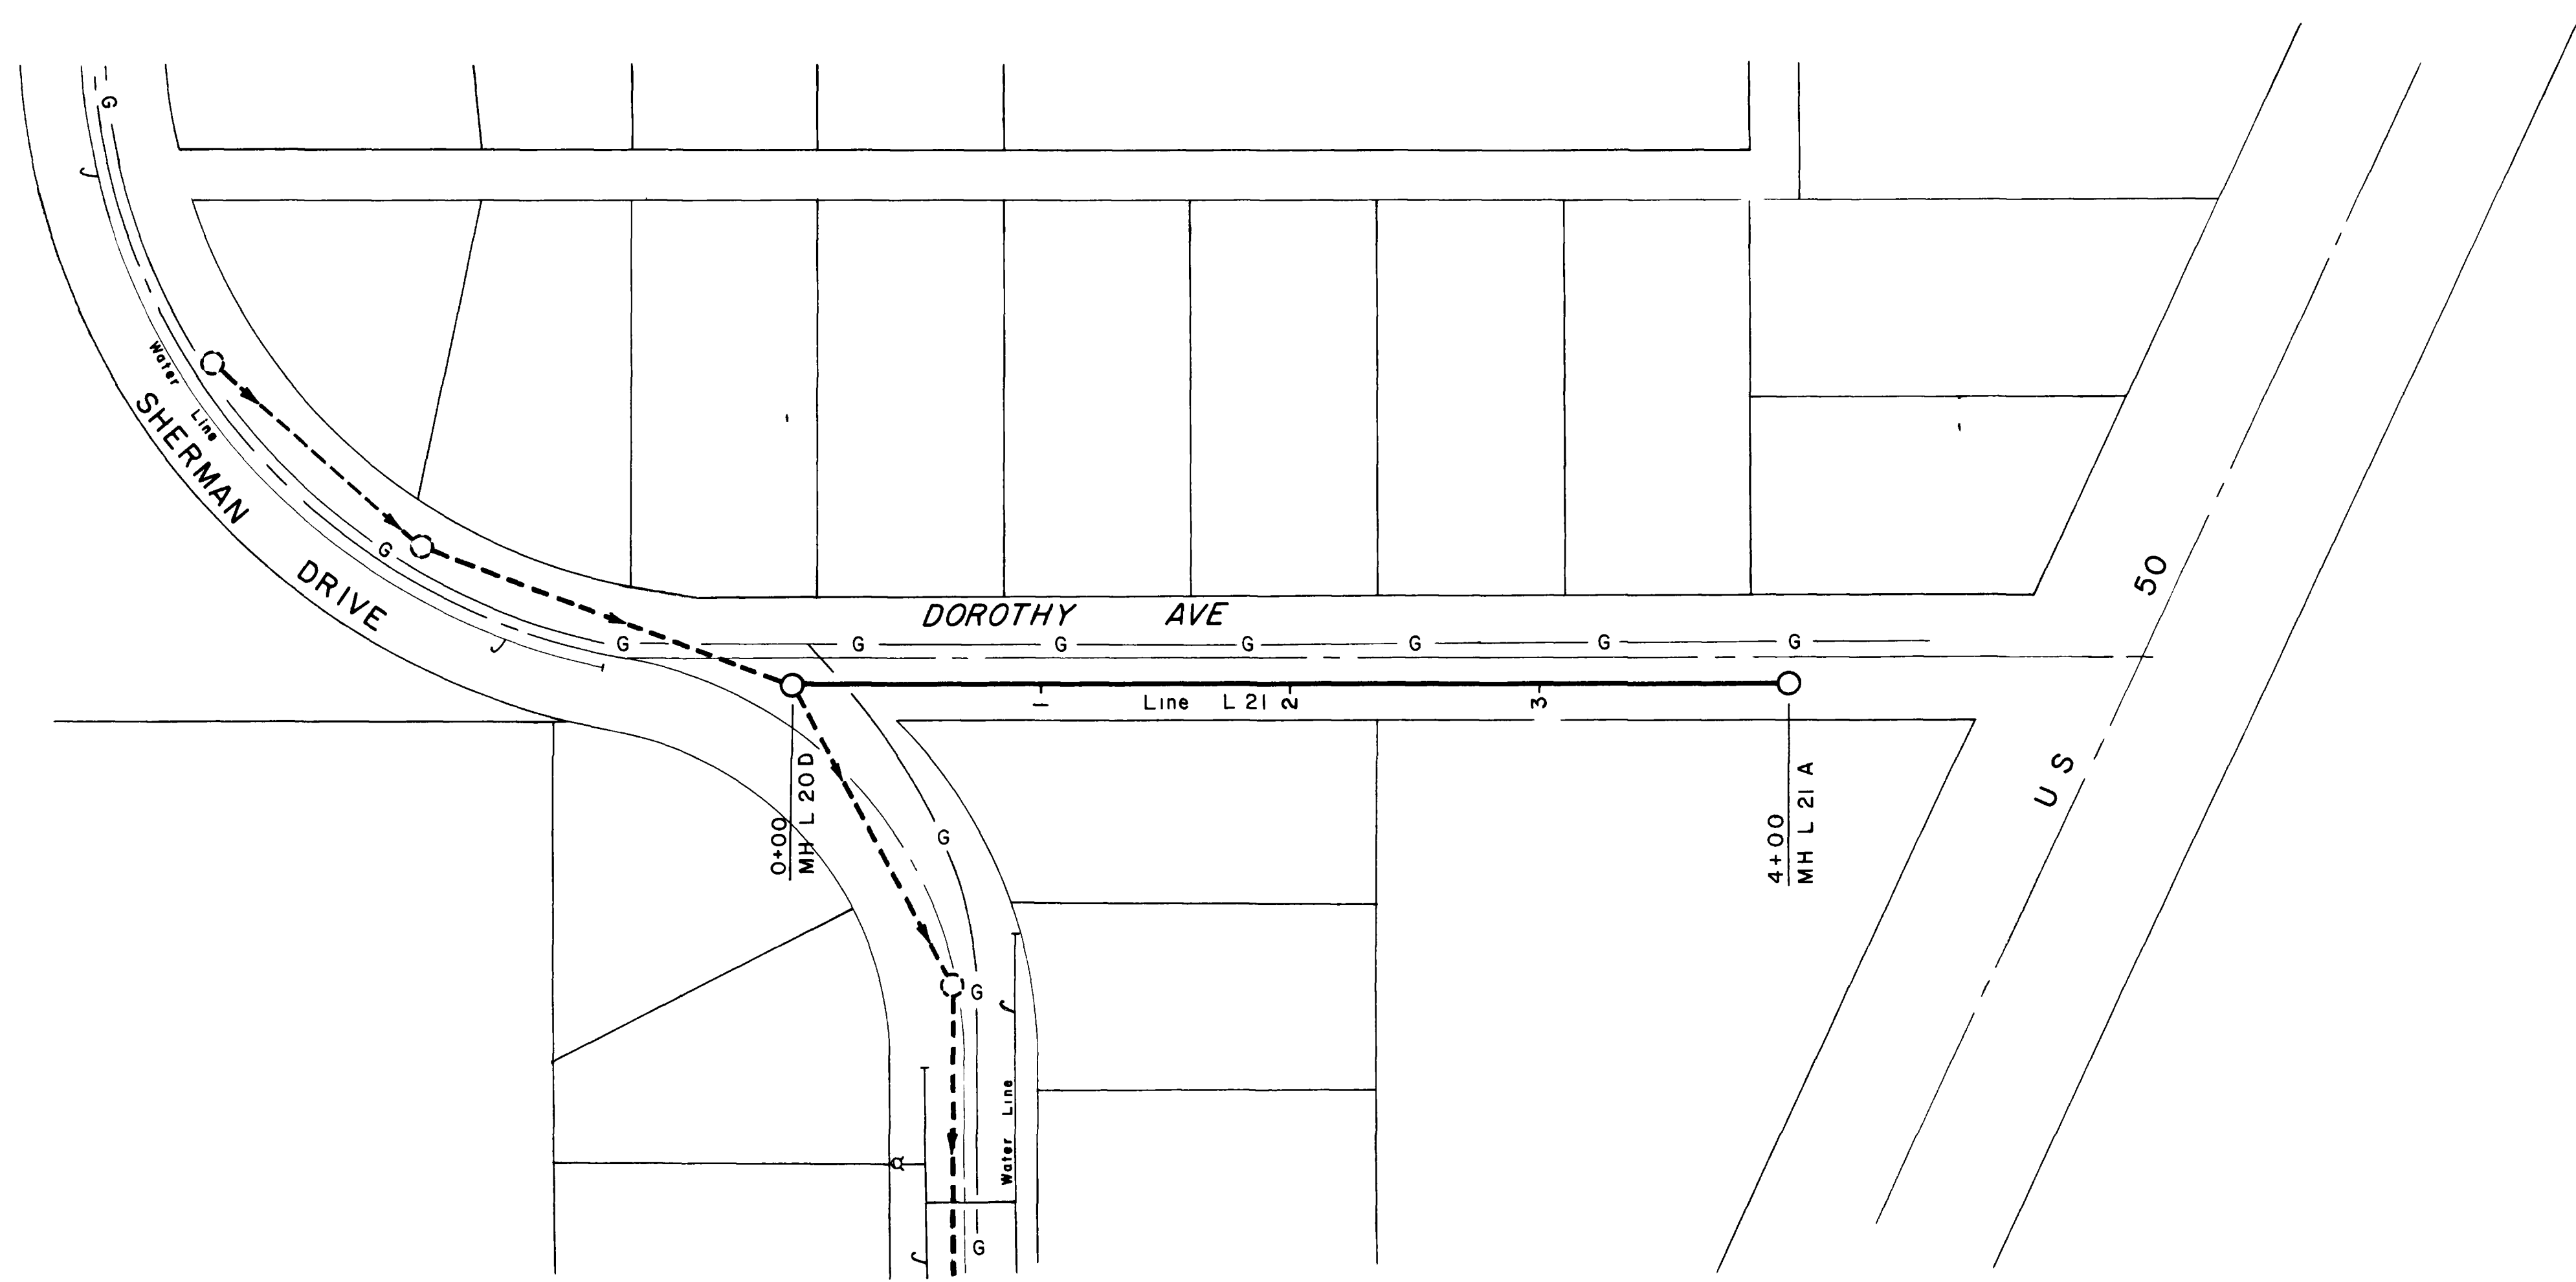 G
Water Line
SHERMAN DRIVE
G
G
DOROTHY AVE
G G G G G G
1 Line L 21 2 3
0+00
MH L 20D
4+00
MH L 21 A
US 50
G
G
Water Line
G